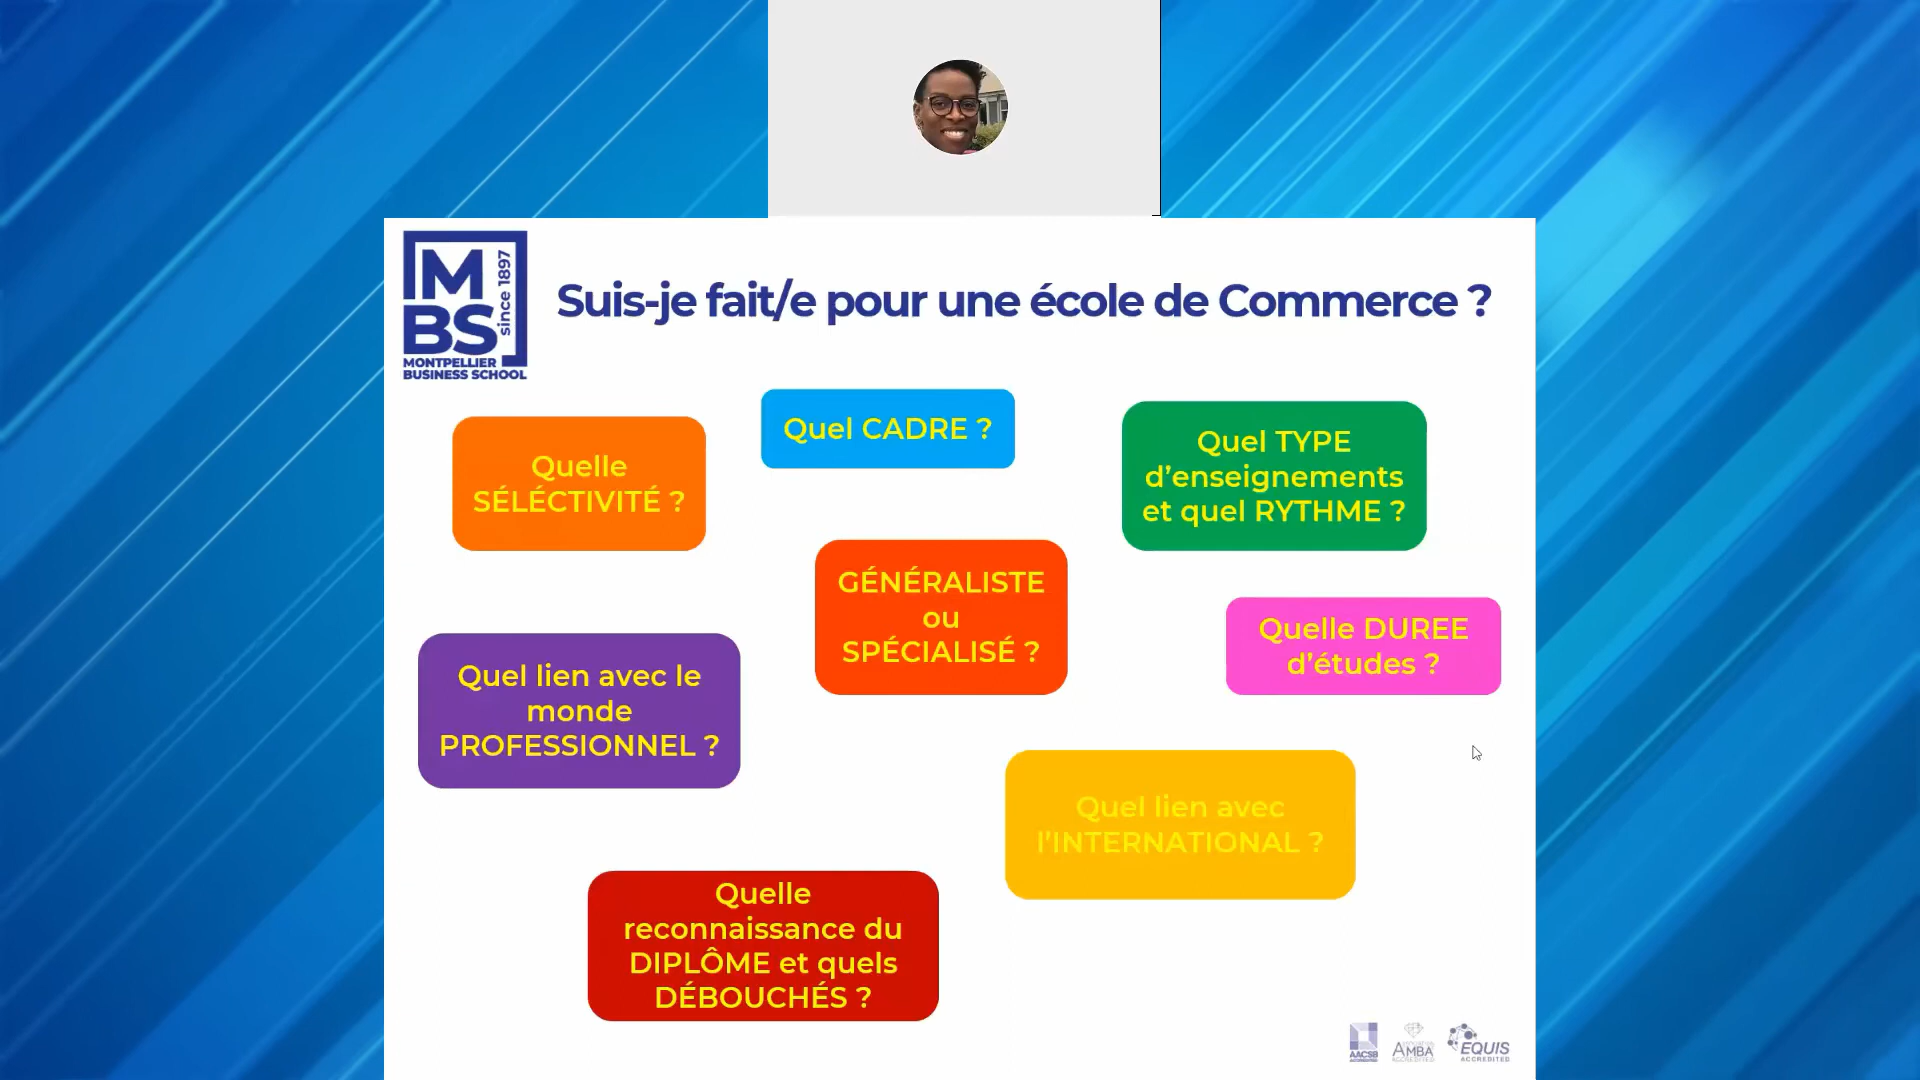 MBS
since 1897
MONTPELLIER
BUSINESS SCHOOL
Suis-je fait/e pour une école de Commerce ?
Quelle
SÉLÉCTIVITÉ ?
Quel CADRE ?
Quel TYPE
d’enseignements
et quel RYTHME ?
GÉNÉRALISTE
ou
SPÉCIALISÉ ?
Quelle DUREE
d’études ?
Quel lien avec le
monde
PROFESSIONNEL ?
Quel lien avec
l’INTERNATIONAL ?
Quelle
reconnaissance du
DIPLÔME et quels
DÉBOUCHÉS ?
AACSB
AMBA
EQUIS
ACCREDITED